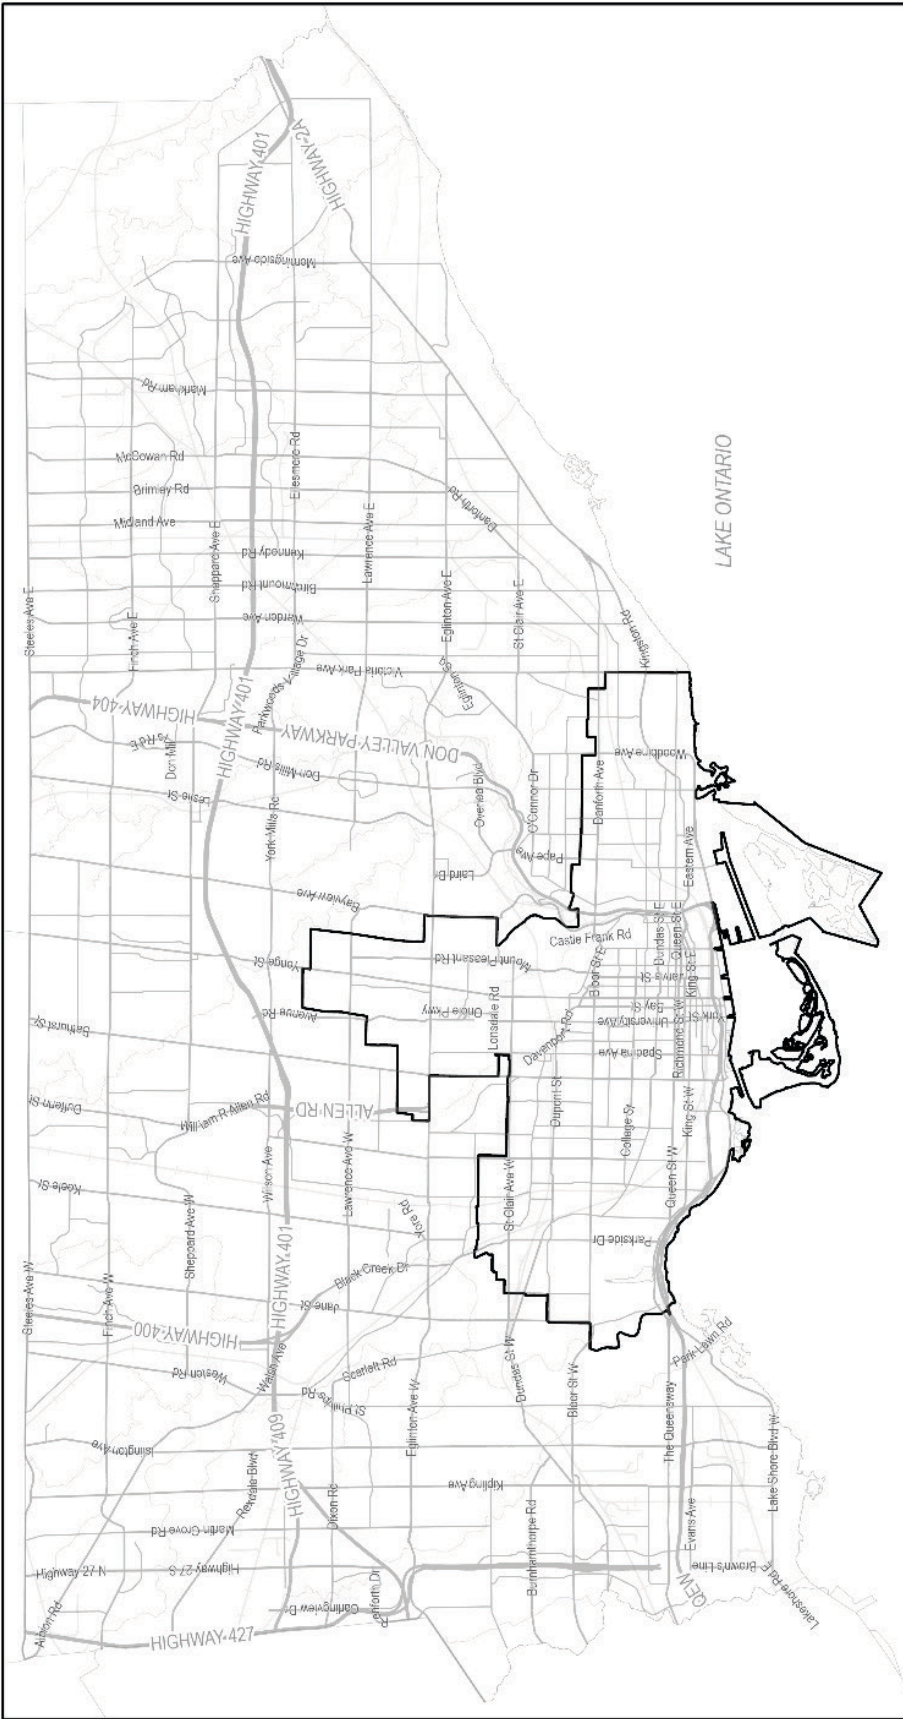 HIGHWAY 401
HIGHWAY-2A
Morningside Ave
Markham Rd
McCowan Rd
Brimley Rd
Midland Ave
Ellesmere Rd
Danforth Rd
LAKE ONTARIO
Sheppard Ave E
Kennedy Rd
Lawrence Ave E
Birchmount Rd
Warden Ave
Steeles Ave E
Finch Ave E
Eglinton Ave E
St Clair Ave E
Kingston Rd
Victoria Park Ave
Parkwoods Village Dr
Eglinton Sq
HIGHWAY-404
HIGHWAY-401
DON VALLEY PARKWAY
Don Mills Rd
Leslie St
York Mills Rd
Overlea Blvd
O'Connor Dr
Danforth Ave
Woodbine Ave
Pape Ave
Laird Dr
Eastern Ave
Bayview Ave
Castle Frank Rd
Yonge St
Mount Pleasant Rd
Bloor St E
Dundas St E
Queen St E
King St E
Jarvis St
Bay St
Avenue Rd
Oriole Pkwy
Lonsdale Rd
University Ave
York St
Richmond St W
Bathurst St
Davenport Rd
Spadina Ave
Dufferin St
William R Allen Rd
ALLEN RD
Dupont St
College St
King St W
Queen St W
Keele St
Wilson Ave
Lawrence Ave W
St Clair Ave W
Sheppard Ave W
York Rd
Parkside Dr
HIGHWAY-401
Black Creek Dr
Jane St
Steeles Ave W
Finch Ave W
HIGHWAY-400
Weston Rd
Walsh Ave
Scarlett Rd
St Phillips Rd
Dundas St W
Bloor St W
Park Lawn Rd
Islington Ave
HIGHWAY-409
Eglinton Ave W
The Queensway
Lake Shore Blvd W
Rexdale Blvd
Kipling Ave
Martin Grove Rd
Dixon Rd
Burnhamthorpe Rd
Evans Ave
Highway 27 N
Highway 27 S
Brown's Line
Albion Rd
Carlingview Dr
Renforth Dr
QEW
Lakeshore Rd E
HIGHWAY-427